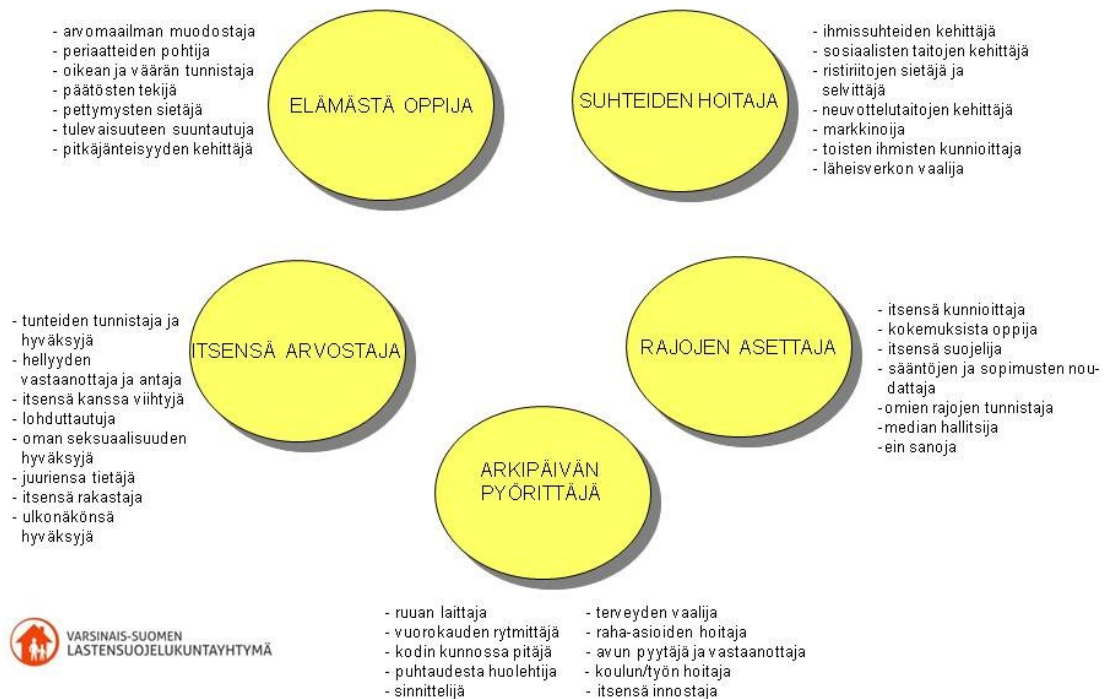 - arvomaailman muodostaja
- periaatteiden pohtija
- oikean ja väärän tunnistaja
- päätösten tekijä
- pettymysten sietäjä
- tulevaisuuteen suuntautuja
- pitkäjänteisyyden kehittäjä
ELÄMÄSTÄ OPPIJA
SUHTEIDEN HOITAJA
- ihmissuhteiden kehittäjä
- sosiaalisten taitojen kehittäjä
- ristiriitojen sietäjä ja
selvittäjä
- neuvottelutaitojen kehittäjä
- markkinoija
- toisten ihmisten kunnioittaja
- läheisverkon vaalija
- tunteiden tunnistaja ja
hyväksyjä
- hellyyden
vastaanottaja ja antaja
- itsensä kanssa viihtyjä
- lohduttautuja
- oman seksuaalisuuden
hyväksyjä
- juuriensa tietäjä
- itsensä rakastaja
- ulkonäkönsä
hyväksyjä
ITSENSÄ ARVOSTAJA
RAJOJEN ASETTAJA
- itsensä kunnioittaja
- kokemuksista oppija
- itsensä suojelija
- sääntöjen ja sopimusten nou-
dattaja
-omien rajojen tunnistaja
-median hallitsija
-ein sanoja
ARKIPÄIVÄN
PYÖRITTÄJÄ
- ruuan laittaja
- vuorokauden rytmittäjä
- kodin kunnossa pitäjä
- puhtaudesta huolehtija
- sinnittelijä
- terveyden vaalija
- raha-asioiden hoitaja
- avun pyytäjä ja vastaanottaja
- koulun/työn hoitaja
- itsensä innostaja
VARSINAIS-SUOMEN
LASTENSUOJELUKUNTAYHTYMÄ